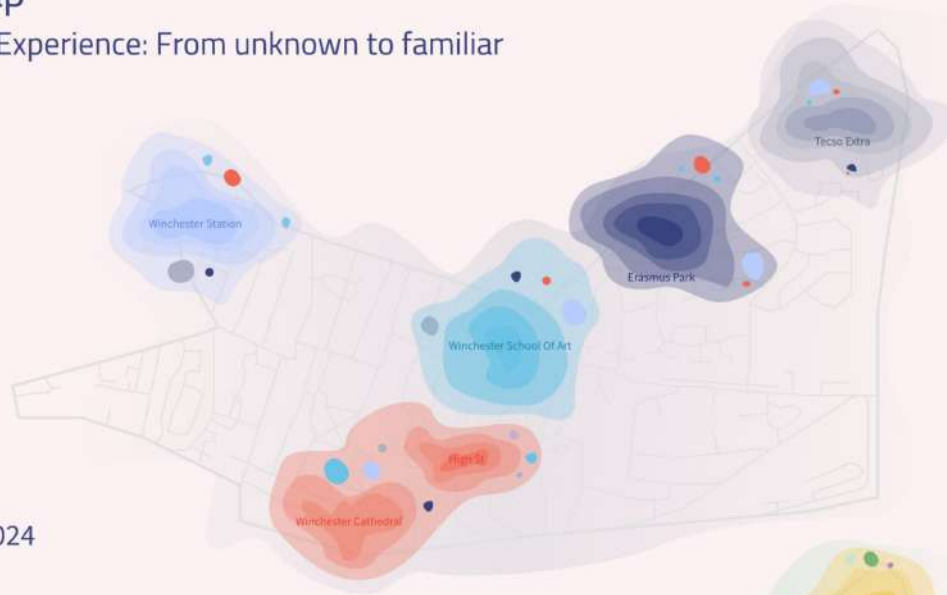 Experience: From unknown to familiar
Tecso Extra
Winchester Station
Erasmus Park
Winchester School Of Art
High St
Winchester Cathedral